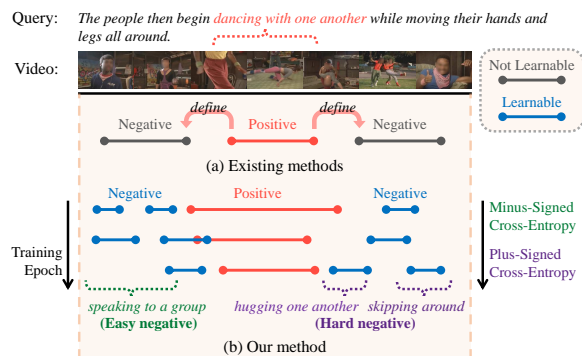 Query: The people then begin dancing with one another while moving their hands and
legs all around.
Video:
Not Learnable
Learnable
define define
Negative Positive Negative
(a) Existing methods
Negative Positive Negative
Training
Epoch
Minus-Signed
Cross-Entropy
Plus-Signed
Cross-Entropy
speaking to a group hugging one another skipping around
(Easy negative) (Hard negative)
(b) Our method